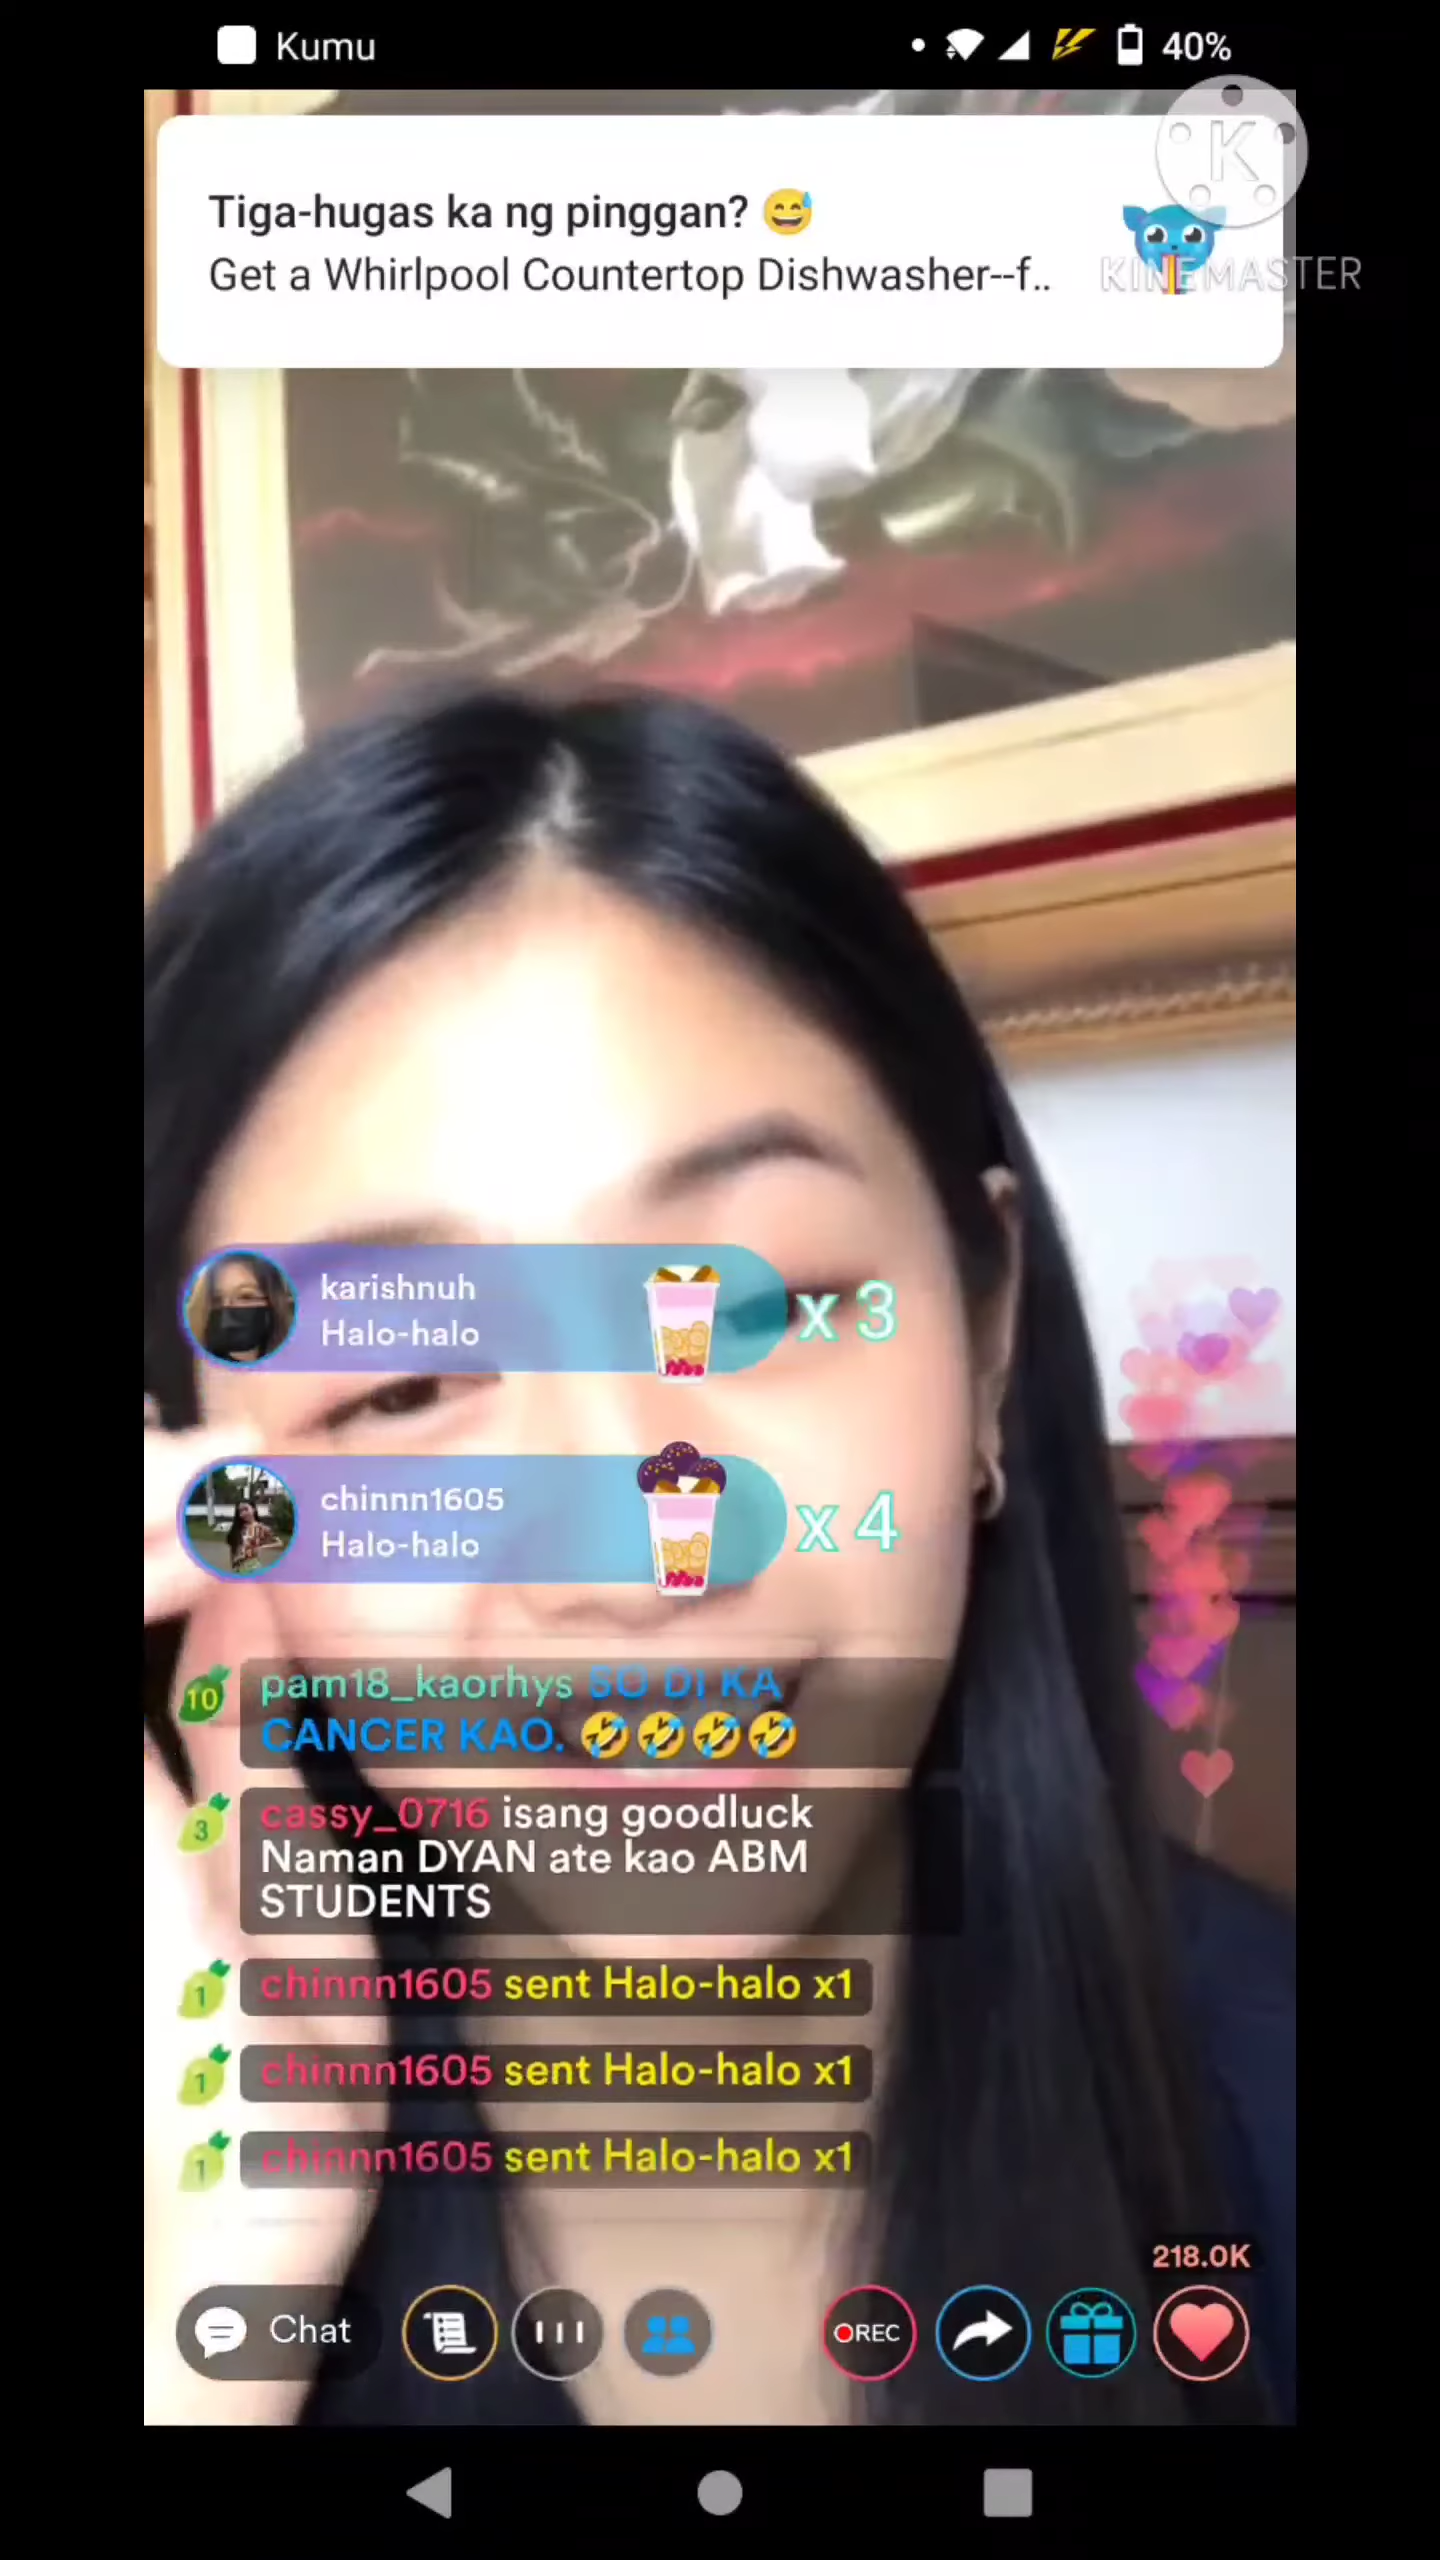 Kumu
40%
Tiga-hugas ka ng pinggan? 😅
Get a Whirlpool Countertop Dishwasher--f..
K
KINEMASTER
karishnuh
Halo-halo
x 3
chinnn1605
Halo-halo
x 4
10
pam18_kaorhys SO DI KA
CANCER KAO. 🤣🤣🤣🤣
3
cassy_0716 isang goodluck
Naman DYAN ate kao ABM
STUDENTS
1
chinnn1605 sent Halo-halo x1
1
chinnn1605 sent Halo-halo x1
1
chinnn1605 sent Halo-halo x1
218.0K
Chat
REC